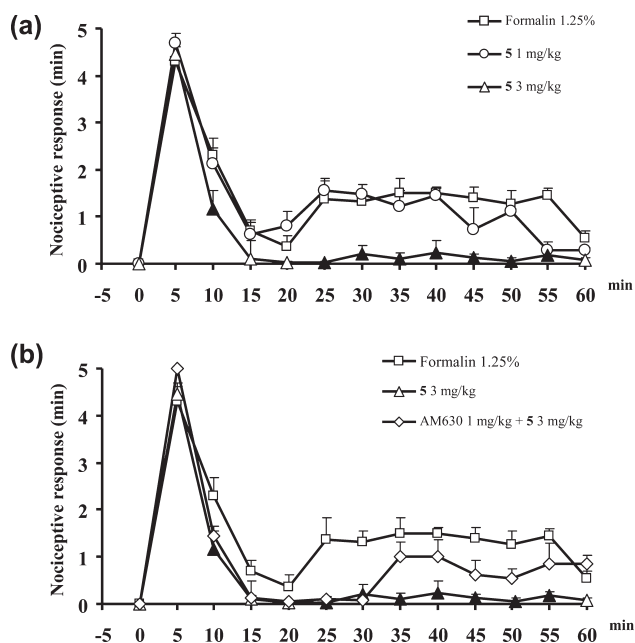 (a)
Formalin 1.25%
5 1 mg/kg
5 3 mg/kg
Nociceptive response (min)
5
4
3
2
1
0
-5 0 5 10 15 20 25 30 35 40 45 50 55 60 min
(b)
Formalin 1.25%
5 3 mg/kg
AM630 1 mg/kg + 5 3 mg/kg
Nociceptive response (min)
5
4
3
2
1
0
-5 0 5 10 15 20 25 30 35 40 45 50 55 60 min